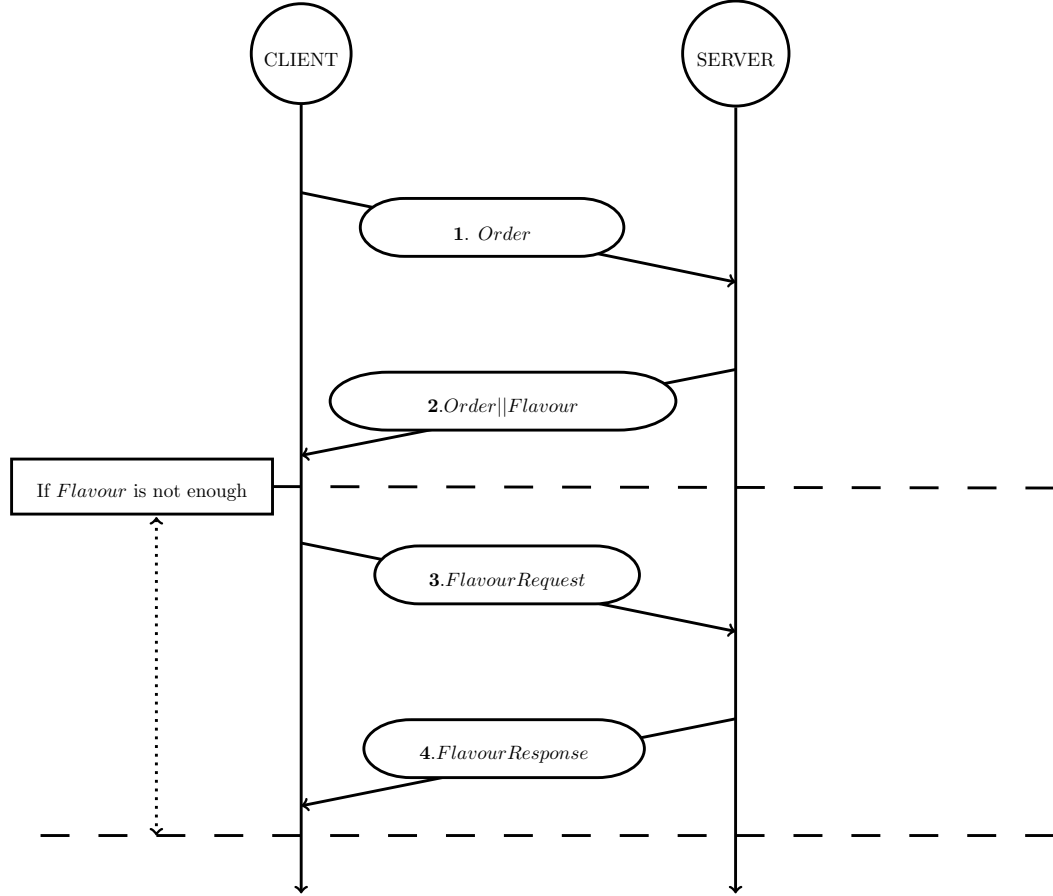 CLIENT
SERVER
1. Order
2.Order||Flavour
If Flavour is not enough
3.FlavourRequest
4.FlavourResponse